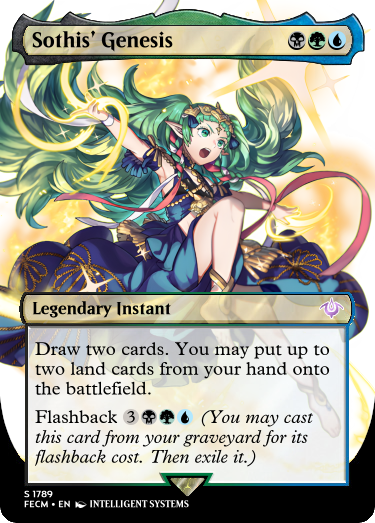 Sothis' Genesis
Legendary Instant
Draw two cards. You may put up to
two land cards from your hand onto
the battlefield.
Flashback 3 (You may cast
this card from your graveyard for its
flashback cost. Then exile it.)
S 1789
FECM • EN INTELLIGENT SYSTEMS